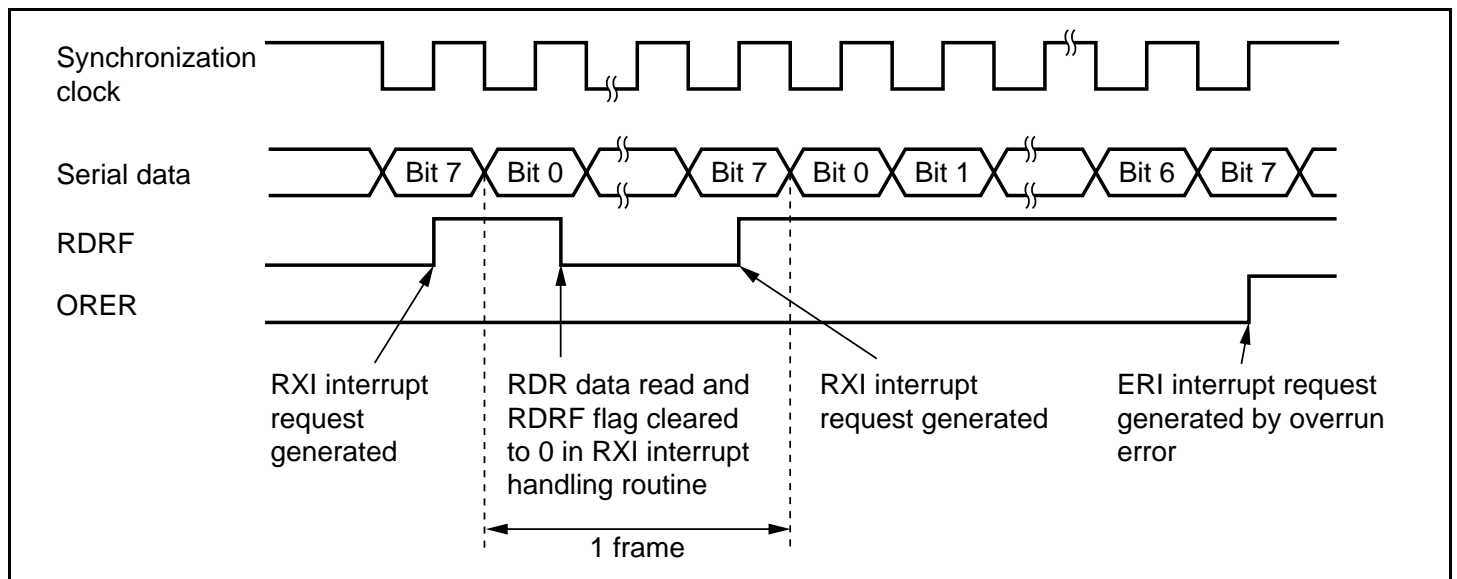 Synchronization
clock
Serial data
Bit 7
Bit 0
Bit 7
Bit 0
Bit 1
Bit 6
Bit 7
RDRF
ORER
RXI interrupt
request
generated
RDR data read and
RDRF flag cleared
to 0 in RXI interrupt
handling routine
RXI interrupt
request generated
ERI interrupt request
generated by overrun
error
1 frame